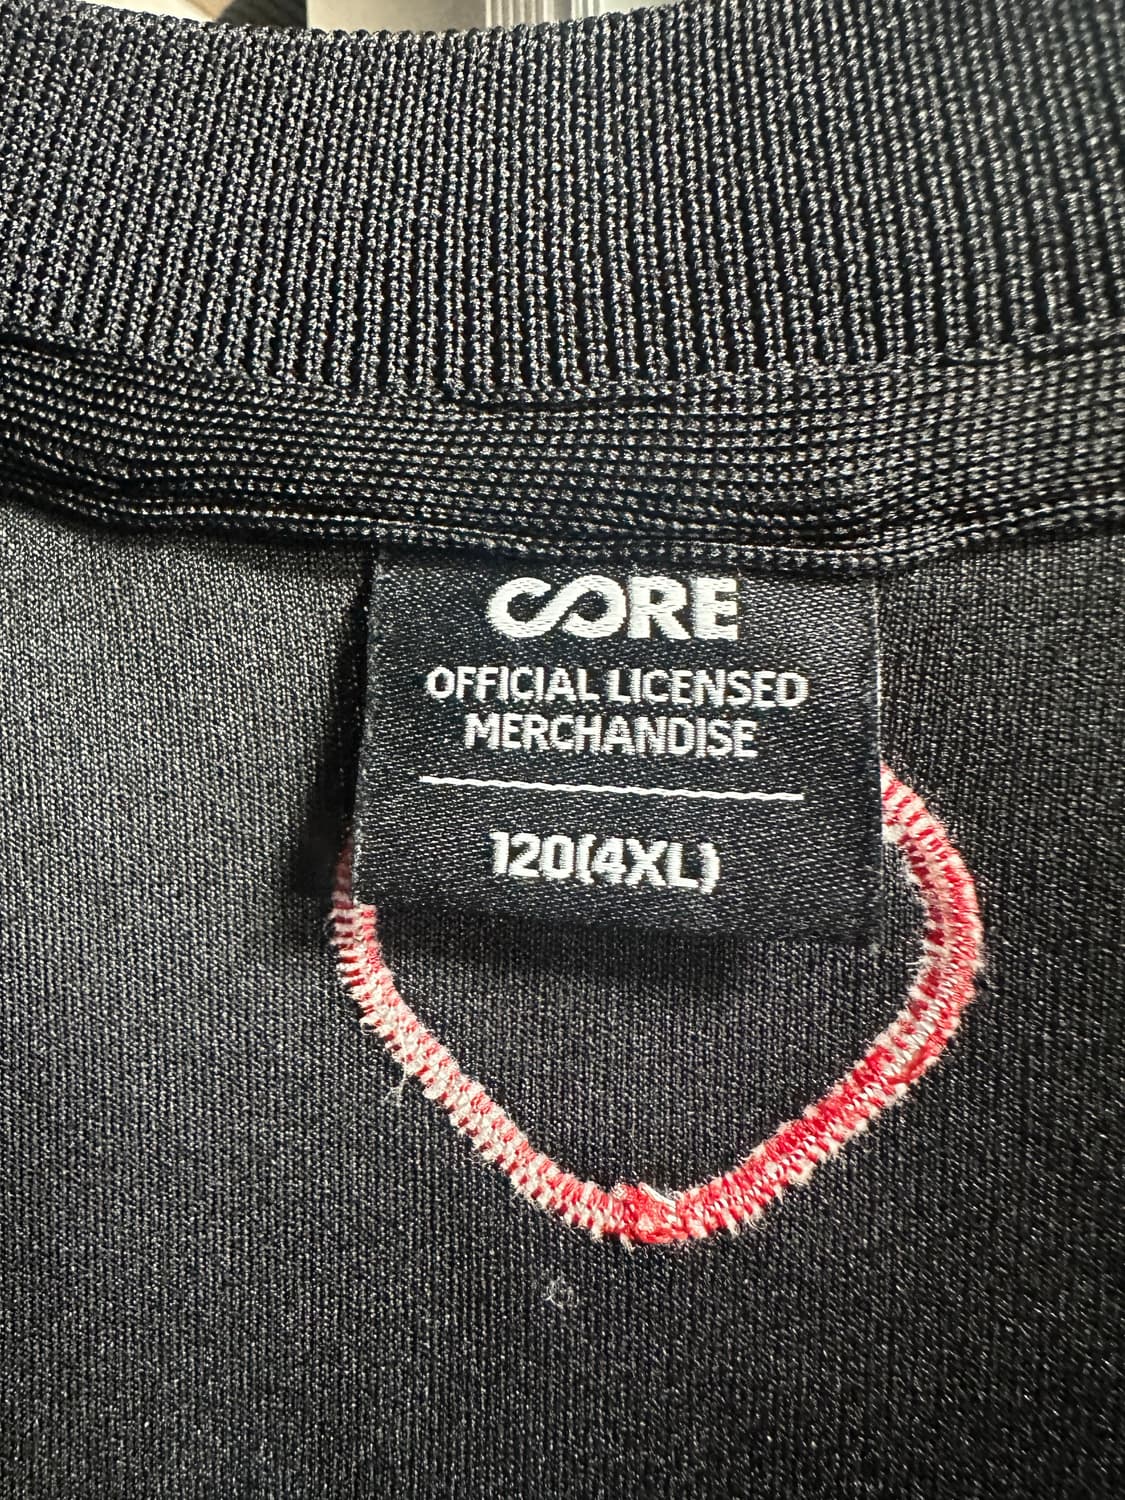 CORE
OFFICIAL LICENSED
MERCHANDISE
120(4XL)